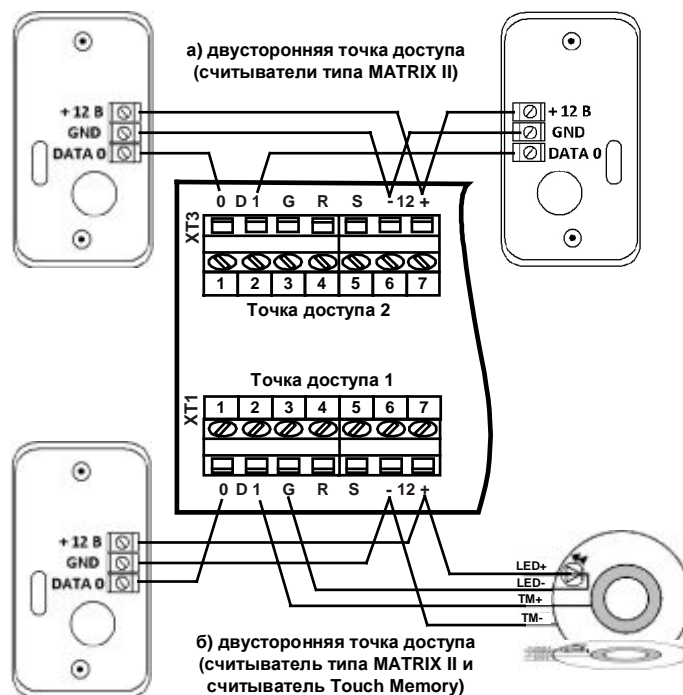 а) двусторонняя точка доступа
(считыватели типа MATRIX II)
+ 12 В
GND
DATA 0
+ 12 В
GND
DATA 0
0 D 1 G R S - 12 +
XT3
1 2 3 4 5 6 7
Точка доступа 2
Точка доступа 1
XT1
1 2 3 4 5 6 7
0 D 1 G R S - 12 +
+ 12 В
GND
DATA 0
LED+
LED-
TM+
TM-
б) двусторонняя точка доступа
(считыватель типа MATRIX II и
считыватель Touch Memory)